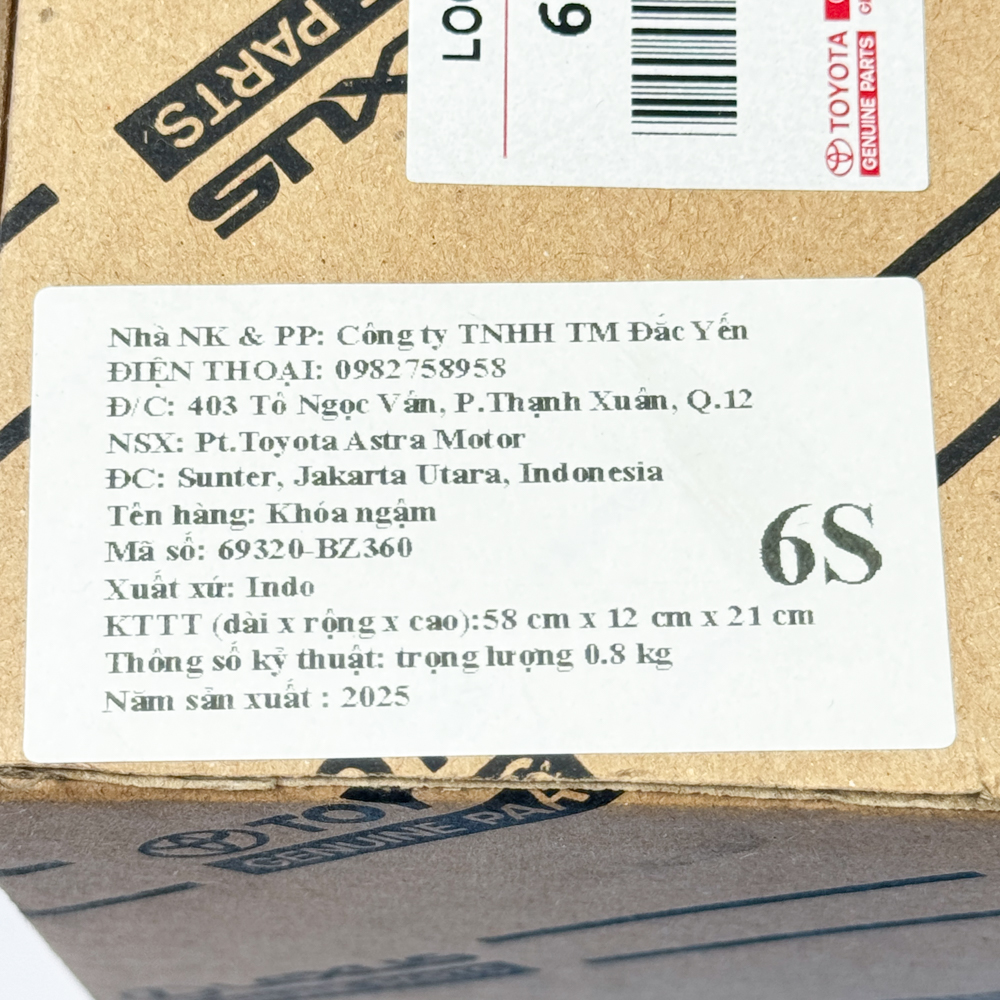 PARTS
LOC
6
TOYOTA
GENUINE PARTS
Nhà NK & PP: Công ty TNHH TM Đắc Yến
ĐIỆN THOẠI: 0982758958
Đ/C: 403 Tô Ngọc Vân, P.Thạnh Xuân, Q.12
NSX: Pt.Toyota Astra Motor
ĐC: Sunter, Jakarta Utara, Indonesia
Tên hàng: Khóa ngậm
Mã số: 69320-BZ360
6S
Xuất xứ: Indo
KTTT (dài x rộng x cao):58 cm x 12 cm x 21 cm
Thông số kỹ thuật: trọng lượng 0.8 kg
Năm sản xuất : 2025
GENUINE PA